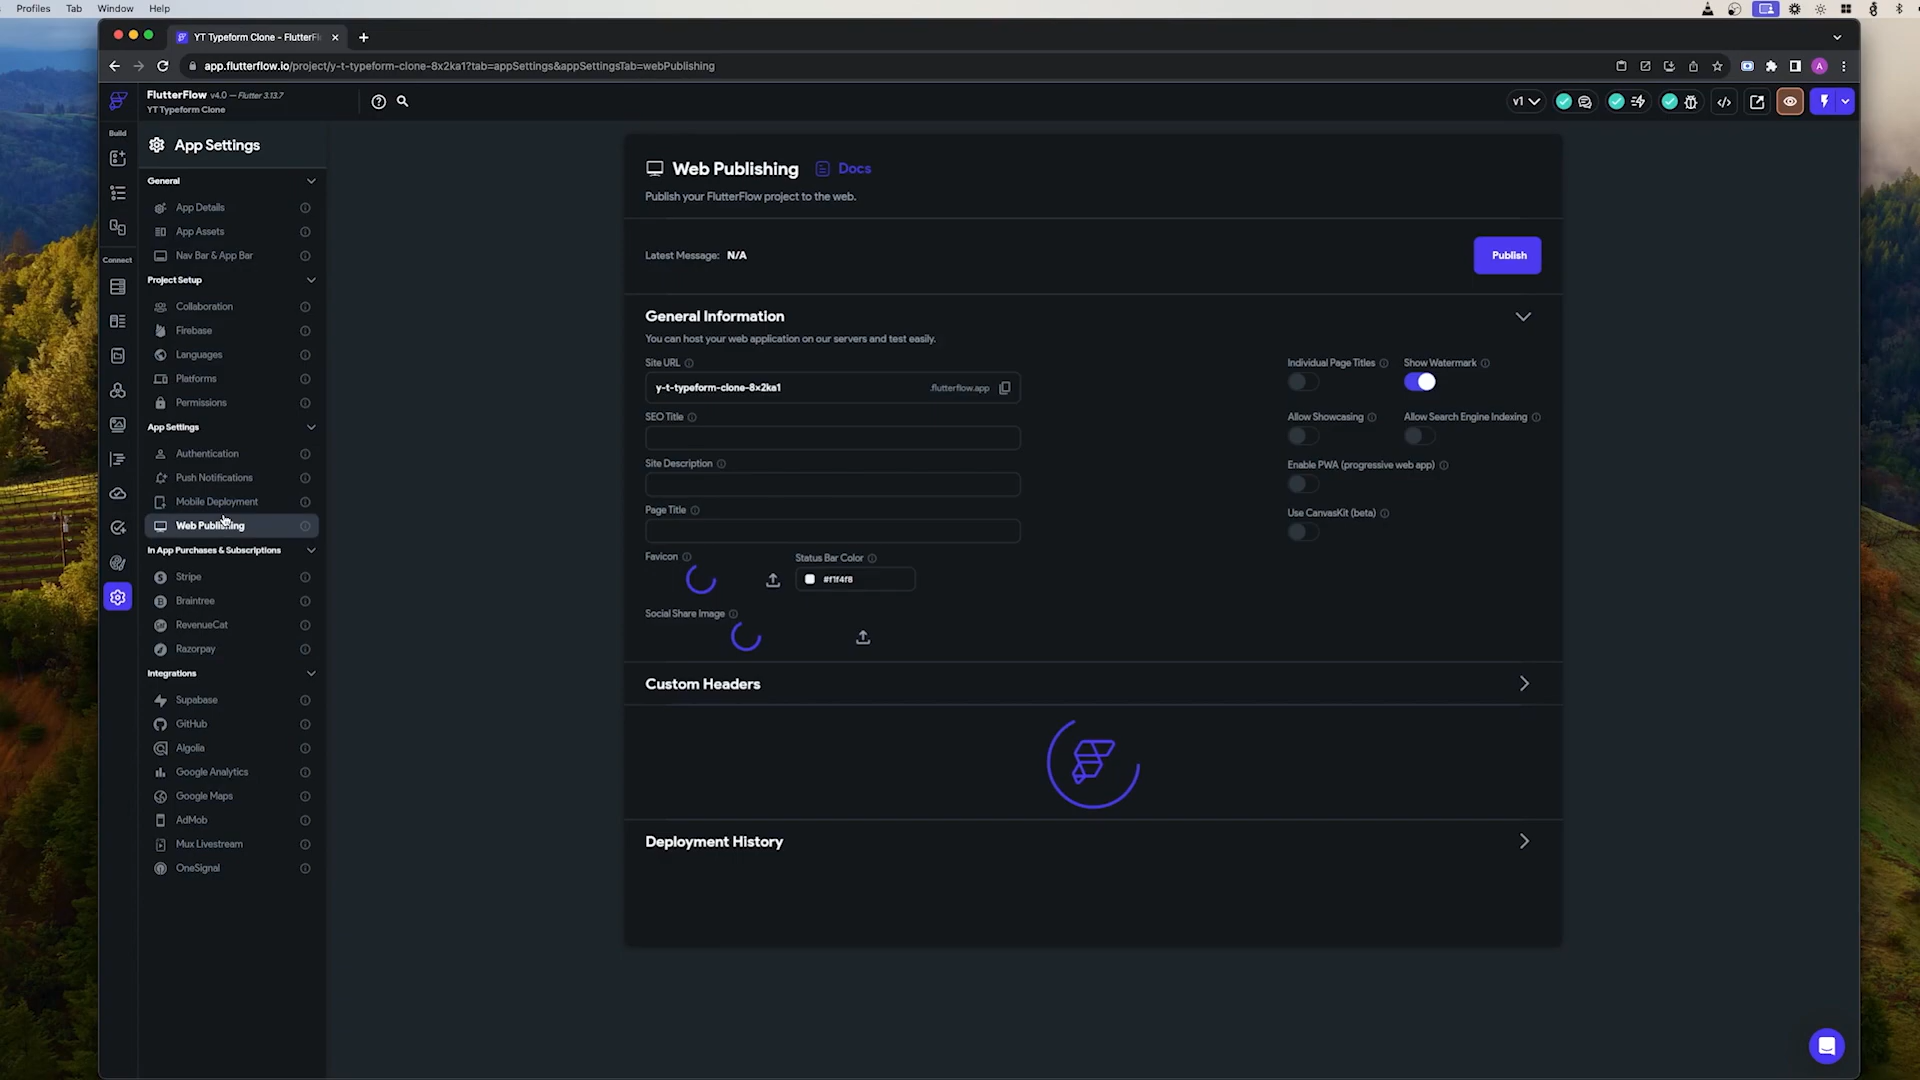 Profiles Tab Window Help
YT Typeform Clone - FlutterFl
app.flutterflow.io/project/y-t-typeform-clone-8x2ka1?tab=appSettings&appSettingsTab=webPublishing
FlutterFlow v4.0 — Flutter 3.13.7
YT Typeform Clone
v1
Build
Connect
App Settings
General
App Details
App Assets
Nav Bar & App Bar
Project Setup
Collaboration
Firebase
Languages
Platforms
Permissions
App Settings
Authentication
Push Notifications
Mobile Deployment
Web Publishing
In App Purchases & Subscriptions
Stripe
Braintree
RevenueCat
Razorpay
Integrations
Supabase
GitHub
Algolia
Google Analytics
Google Maps
AdMob
Mux Livestream
OneSignal
Web Publishing Docs
Publish your FlutterFlow project to the web.
Latest Message: N/A
Publish
General Information
You can host your web application on our servers and test easily.
Site URL
y-t-typeform-clone-8x2ka1 .flutterflow.app
SEO Title
Site Description
Page Title
Favicon
Status Bar Color
#f1f4f8
Social Share Image
Individual Page Titles
Show Watermark
Allow Showcasing
Allow Search Engine Indexing
Enable PWA (progressive web app)
Use CanvasKit (beta)
Custom Headers
Deployment History